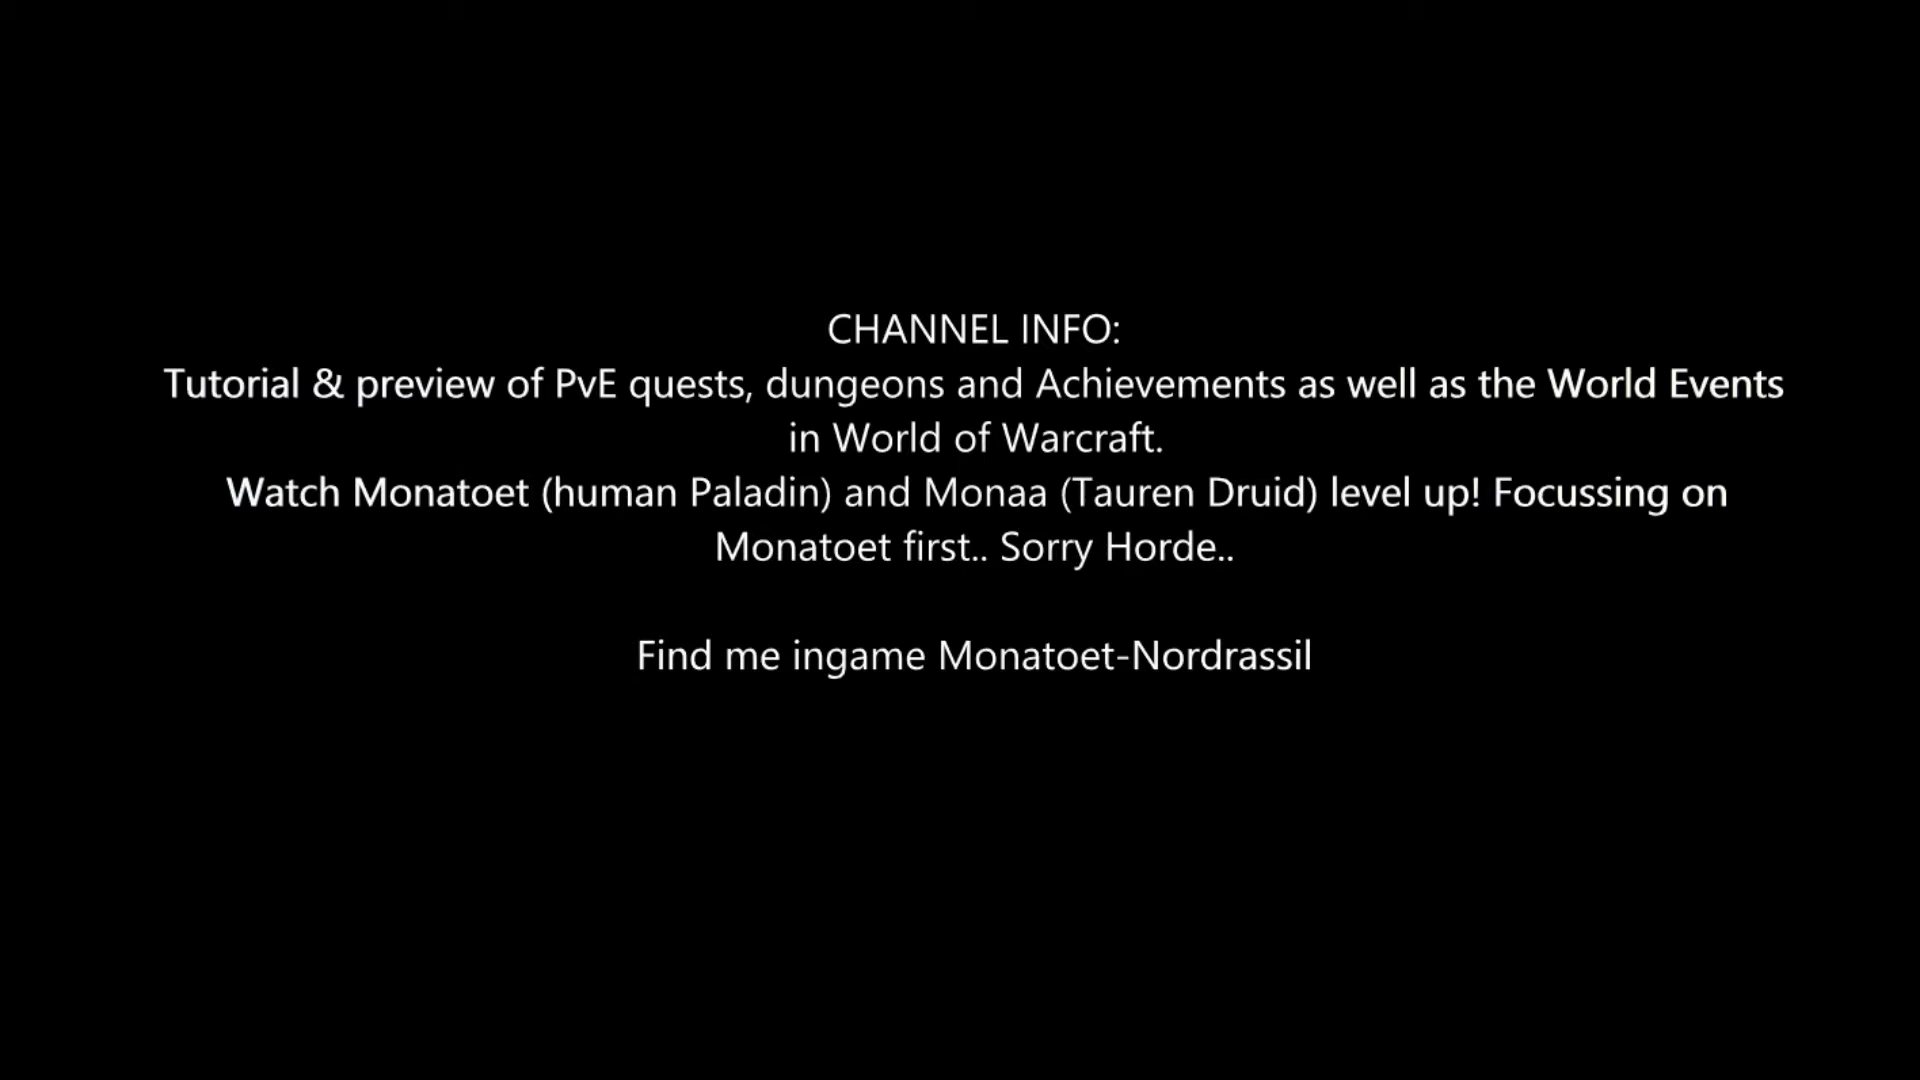 CHANNEL INFO:
Tutorial & preview of PvE quests, dungeons and Achievements as well as the World Events
in World of Warcraft.
Watch Monatoet (human Paladin) and Monaa (Tauren Druid) level up! Focussing on
Monatoet first.. Sorry Horde..
Find me ingame Monatoet-Nordrassil